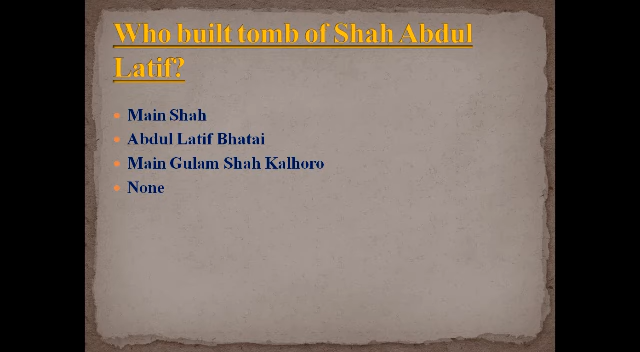 Who built tomb of Shah Abdul
Latif?
Main Shah
Abdul Latif Bhatai
Main Gulam Shah Kalhoro
None